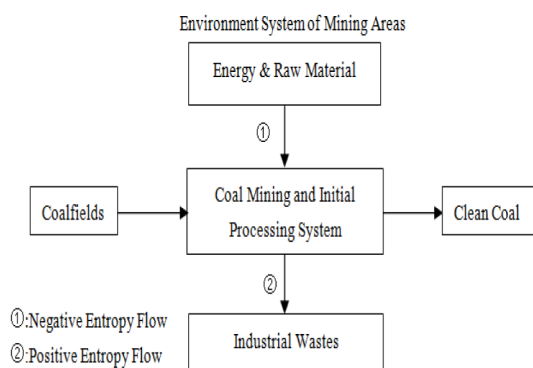 Environment System of Mining Areas
Energy & Raw Material
①
Coalfields
Coal Mining and Initial
Processing System
Clean Coal
②
①:Negative Entropy Flow
②:Positive Entropy Flow
Industrial Wastes